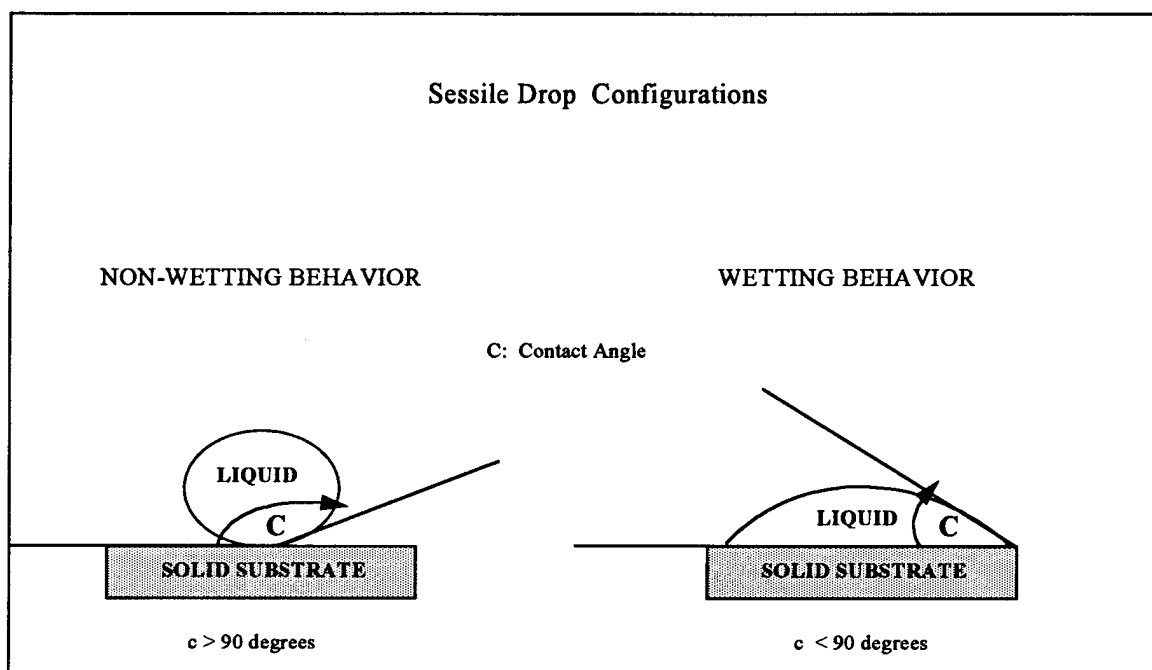 Sessile Drop Configurations
NON-WETTING BEHAVIOR
WETTING BEHAVIOR
C: Contact Angle
LIQUID
C
LIQUID
C
SOLID SUBSTRATE
SOLID SUBSTRATE
c > 90 degrees
c < 90 degrees